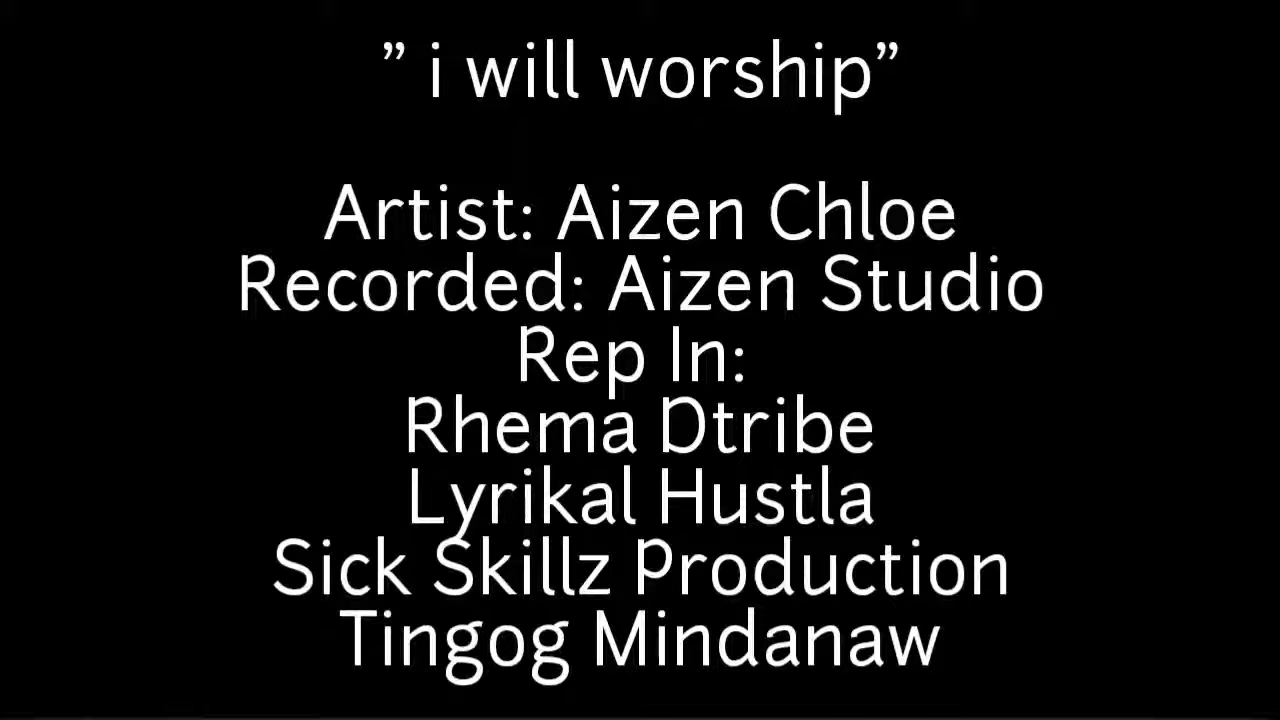 ” i will worship”
Artist: Aizen Chloe
Recorded: Aizen Studio
Rep In:
Rhema Dtribe
Lyrikal Hustla
Sick Skillz Production
Tingog Mindanaw